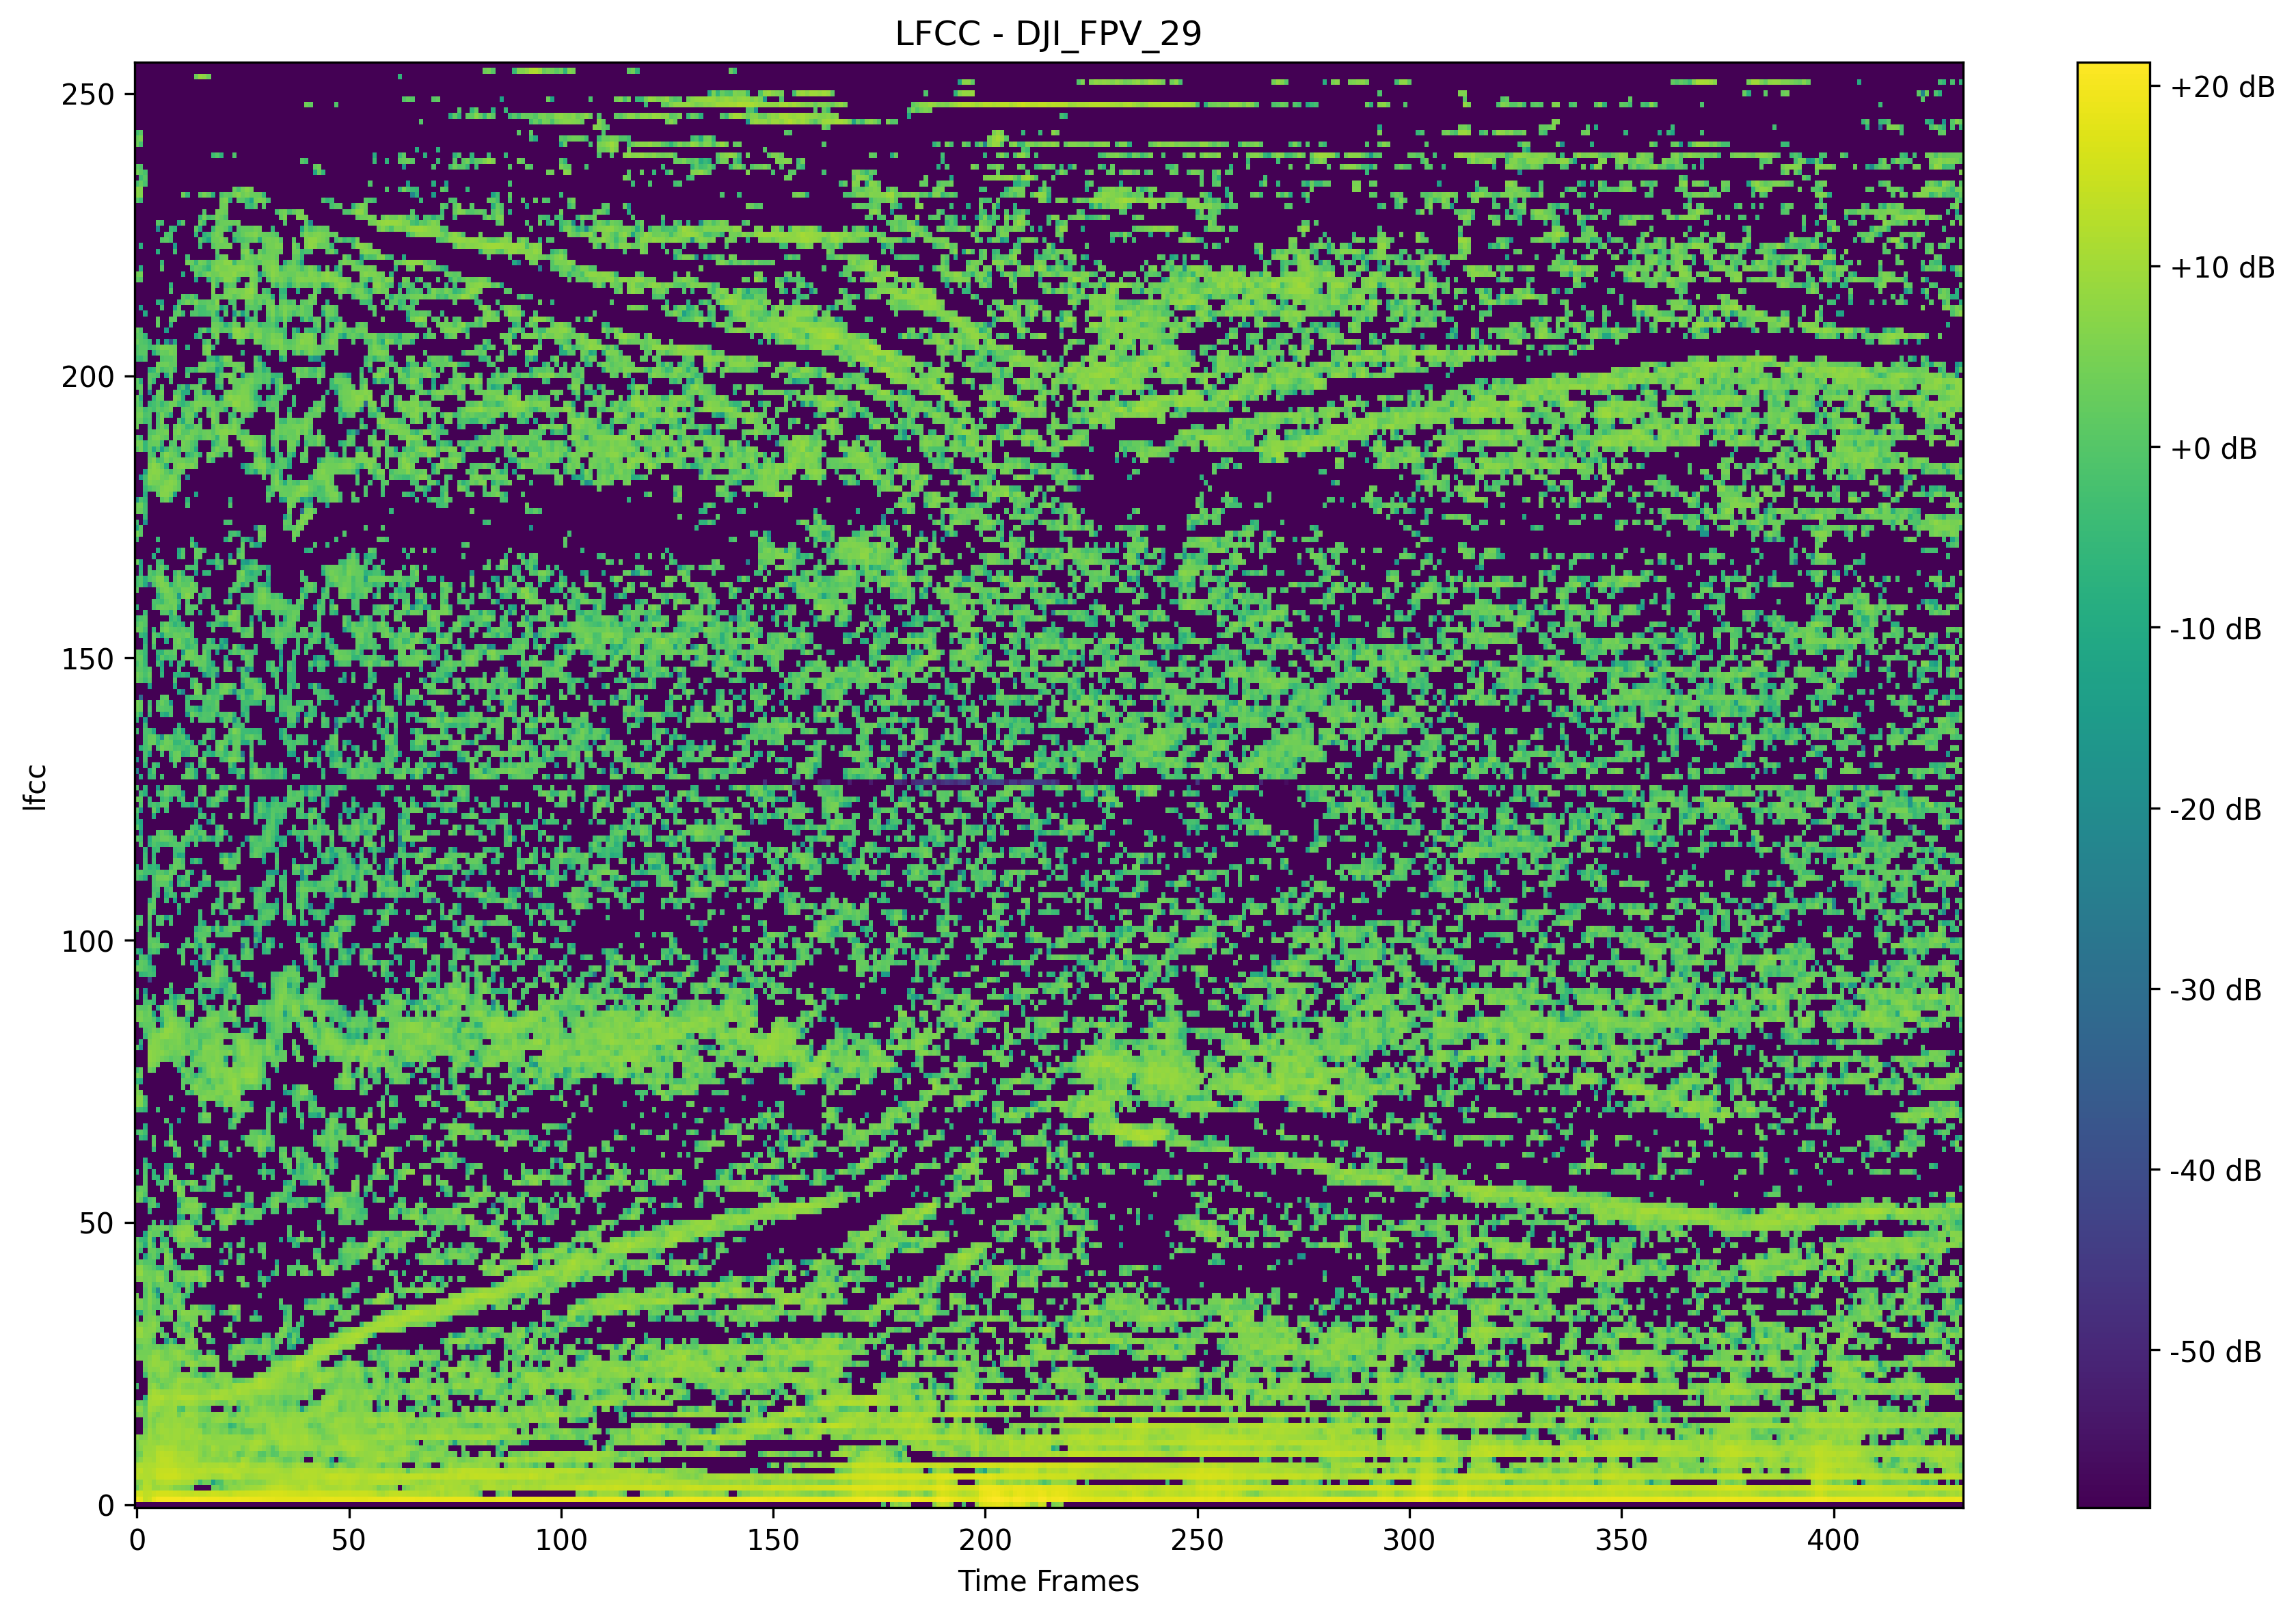 LFCC - DJI_FPV_29
250
200
150
100
50
0
lfcc
0 50 100 150 200 250 300 350 400
Time Frames
+20 dB
+10 dB
+0 dB
-10 dB
-20 dB
-30 dB
-40 dB
-50 dB